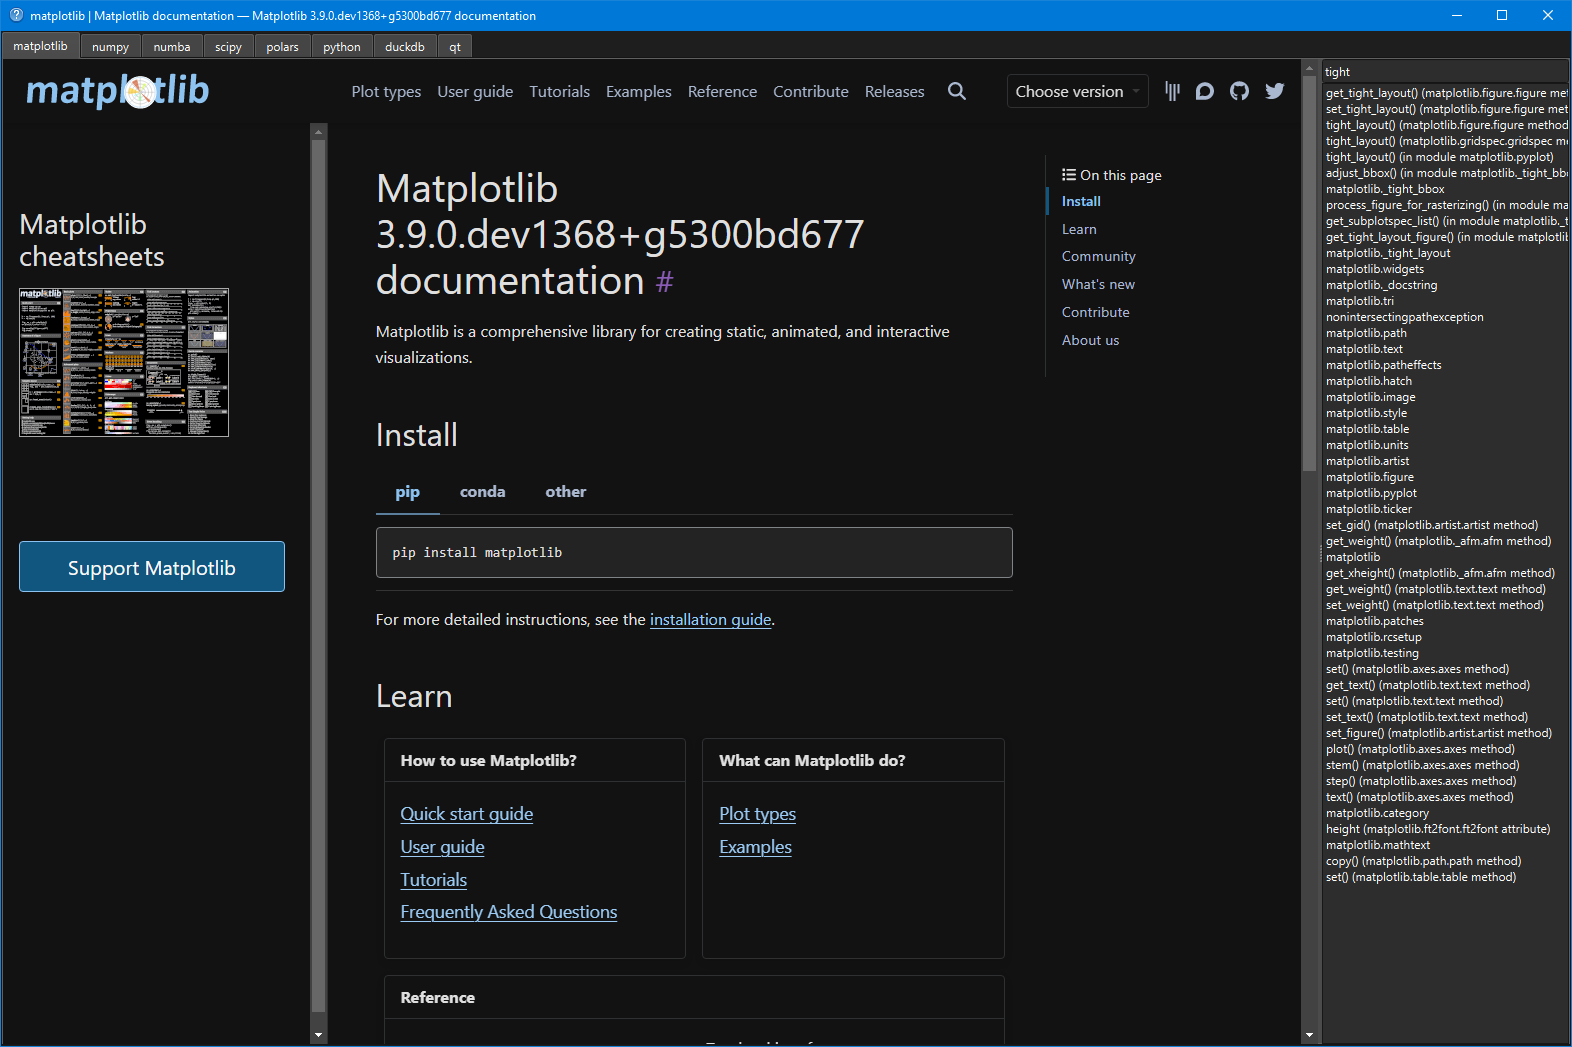 matplotlib | Matplotlib documentation — Matplotlib 3.9.0.dev1368+g5300bd677 documentation
matplotlib numpy numba scipy polars python duckdb qt
matplotlib
Plot types User guide Tutorials Examples Reference Contribute Releases
Choose version
Matplotlib
cheatsheets
matplotlib
Support Matplotlib
Matplotlib
3.9.0.dev1368+g5300bd677
documentation #
Matplotlib is a comprehensive library for creating static, animated, and interactive
visualizations.
Install
pip conda other
pip install matplotlib
For more detailed instructions, see the installation guide.
Learn
How to use Matplotlib?
Quick start guide
User guide
Tutorials
Frequently Asked Questions
What can Matplotlib do?
Plot types
Examples
Reference
On this page
Install
Learn
Community
What's new
Contribute
About us
tight
get_tight_layout() (matplotlib.figure.figure met
set_tight_layout() (matplotlib.figure.figure met
tight_layout() (matplotlib.figure.figure method
tight_layout() (matplotlib.gridspec.gridspec me
tight_layout() (in module matplotlib.pyplot)
adjust_bbox() (in module matplotlib._tight_bbo
matplotlib._tight_bbox
process_figure_for_rasterizing() (in module ma
get_subplotspec_list() (in module matplotlib._t
get_tight_layout_figure() (in module matplotlib
matplotlib._tight_layout
matplotlib.widgets
matplotlib._docstring
matplotlib.tri
nonintersectingpathexception
matplotlib.path
matplotlib.text
matplotlib.patheffects
matplotlib.hatch
matplotlib.image
matplotlib.style
matplotlib.table
matplotlib.units
matplotlib.artist
matplotlib.figure
matplotlib.pyplot
matplotlib.ticker
set_gid() (matplotlib.artist.artist method)
get_weight() (matplotlib._afm.afm method)
matplotlib
get_xheight() (matplotlib._afm.afm method)
get_weight() (matplotlib.text.text method)
set_weight() (matplotlib.text.text method)
matplotlib.patches
matplotlib.rcsetup
matplotlib.testing
set() (matplotlib.axes.axes method)
get_text() (matplotlib.text.text method)
set() (matplotlib.text.text method)
set_text() (matplotlib.text.text method)
set_figure() (matplotlib.artist.artist method)
plot() (matplotlib.axes.axes method)
stem() (matplotlib.axes.axes method)
step() (matplotlib.axes.axes method)
text() (matplotlib.axes.axes method)
matplotlib.category
height (matplotlib.ft2font.ft2font attribute)
matplotlib.mathtext
copy() (matplotlib.path.path method)
set() (matplotlib.table.table method)